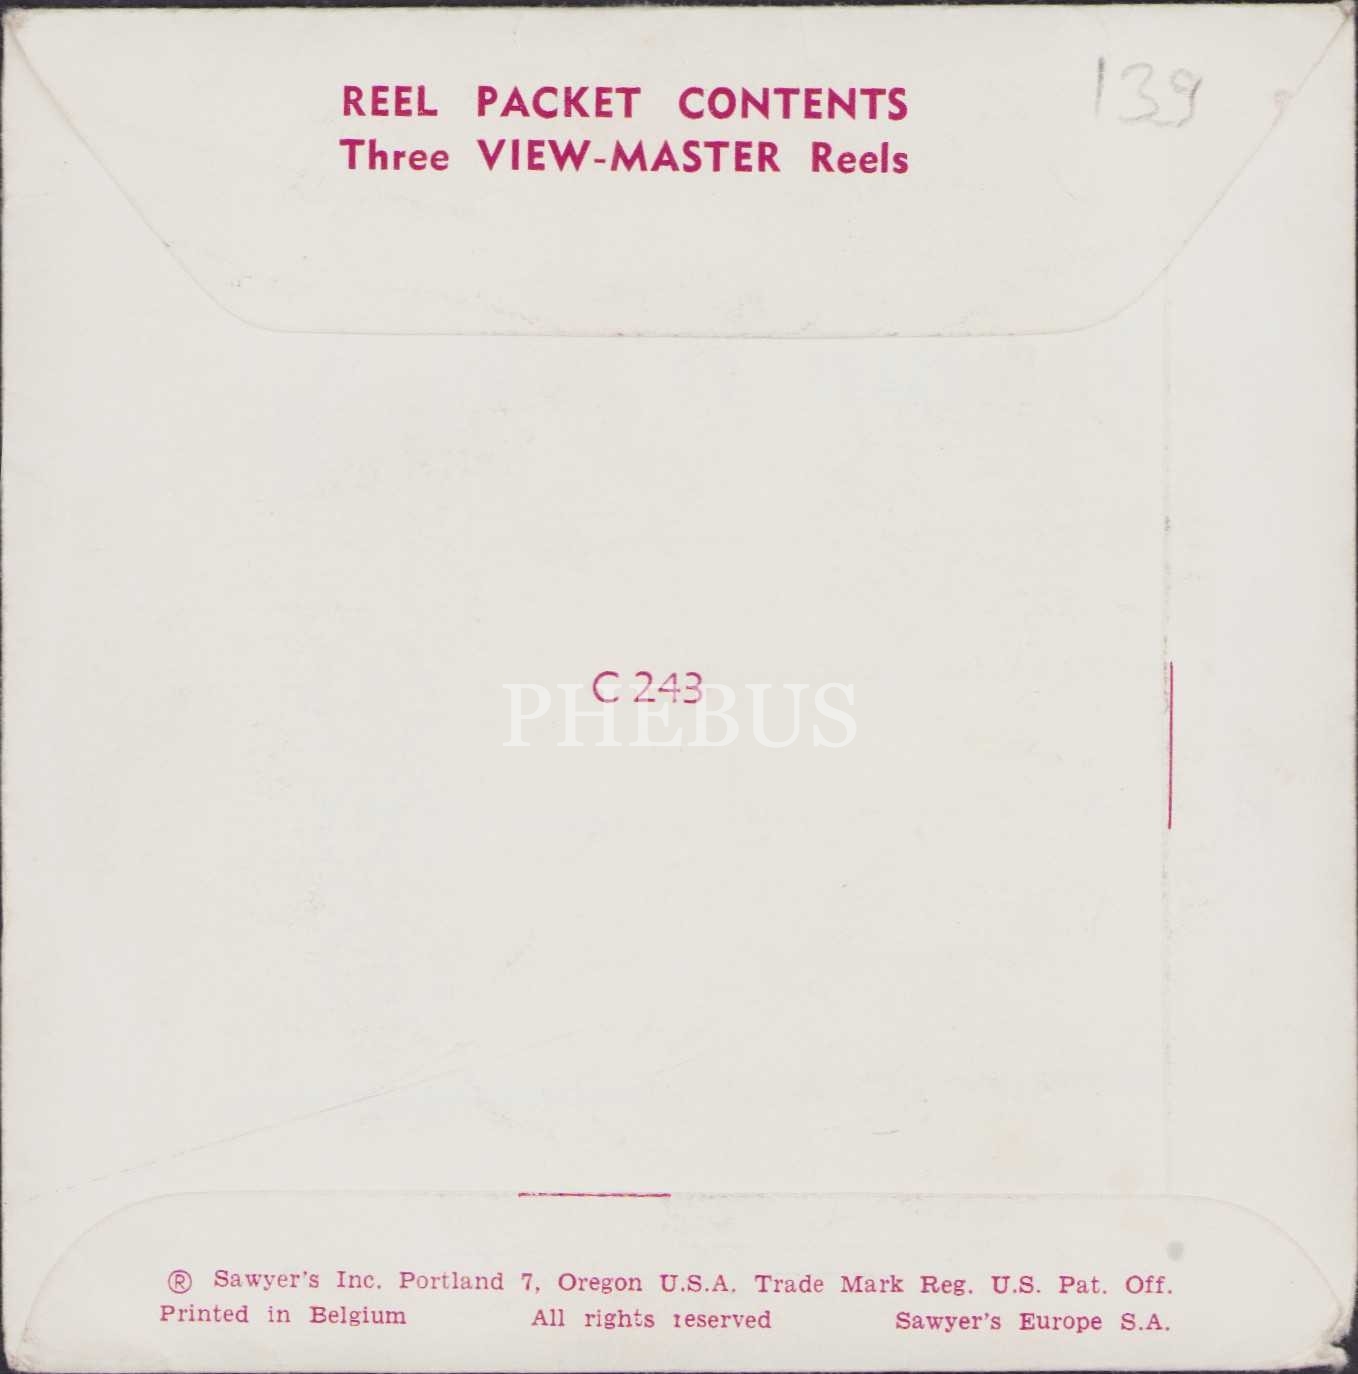 139
REEL PACKET CONTENTS
Three VIEW-MASTER Reels
C 243
PHEBUS
® Sawyer's Inc. Portland 7, Oregon U.S.A. Trade Mark Reg. U.S. Pat. Off.
Printed in Belgium All rights reserved Sawyer's Europe S.A.